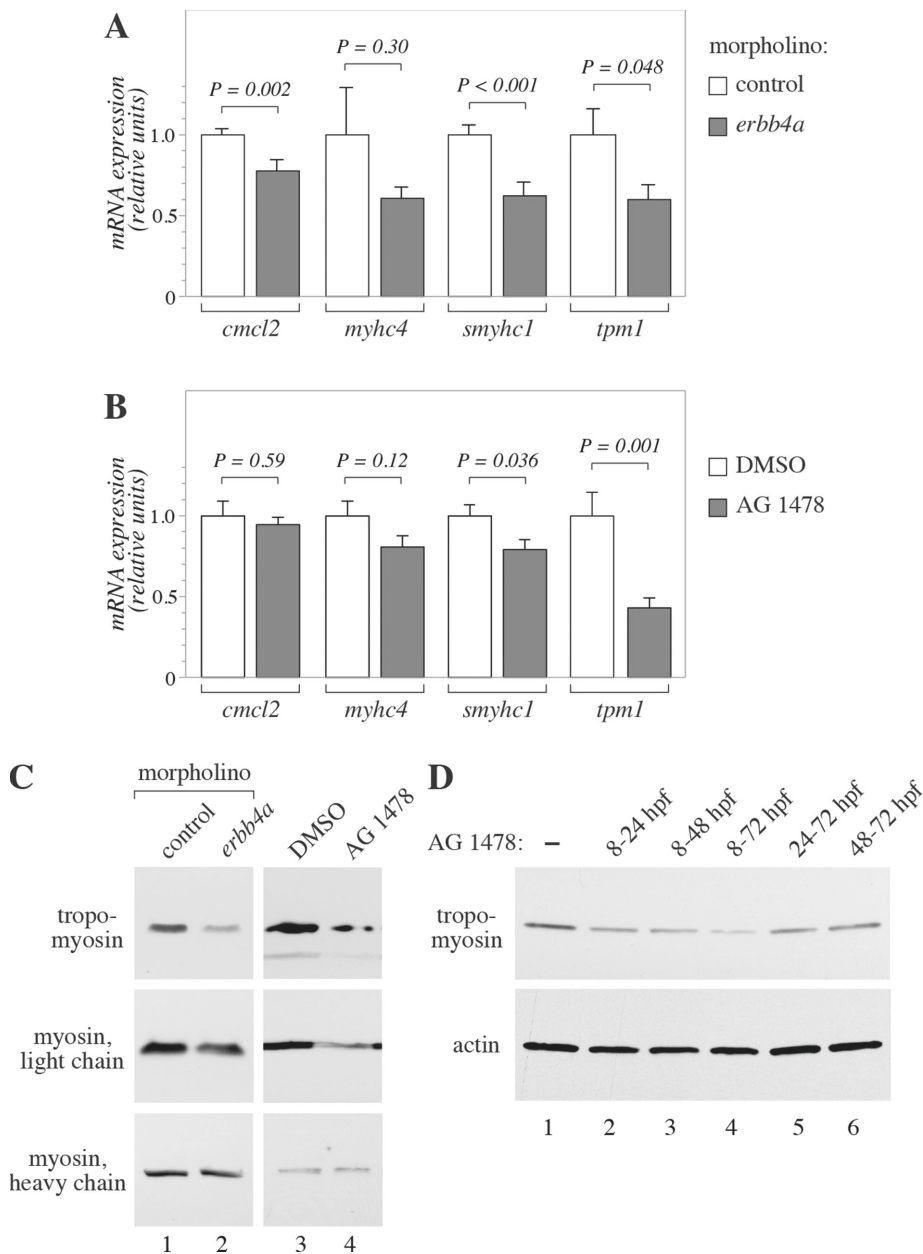 A
mRNA expression
(relative units)
1.0
0.5
0
P = 0.002
P = 0.30
P < 0.001
P = 0.048
cmcl2
myhc4
smyhc1
tpm1
morpholino:
control
erbb4a
B
mRNA expression
(relative units)
1.0
0.5
0
P = 0.59
P = 0.12
P = 0.036
P = 0.001
cmcl2
myhc4
smyhc1
tpm1
DMSO
AG 1478
C
morpholino
control
erbb4a
DMSO
AG 1478
tropo-
myosin
myosin,
light chain
myosin,
heavy chain
1 2 3 4
D
AG 1478:
–
8-24 hpf
8-48 hpf
8-72 hpf
24-72 hpf
48-72 hpf
tropo-
myosin
actin
1 2 3 4 5 6